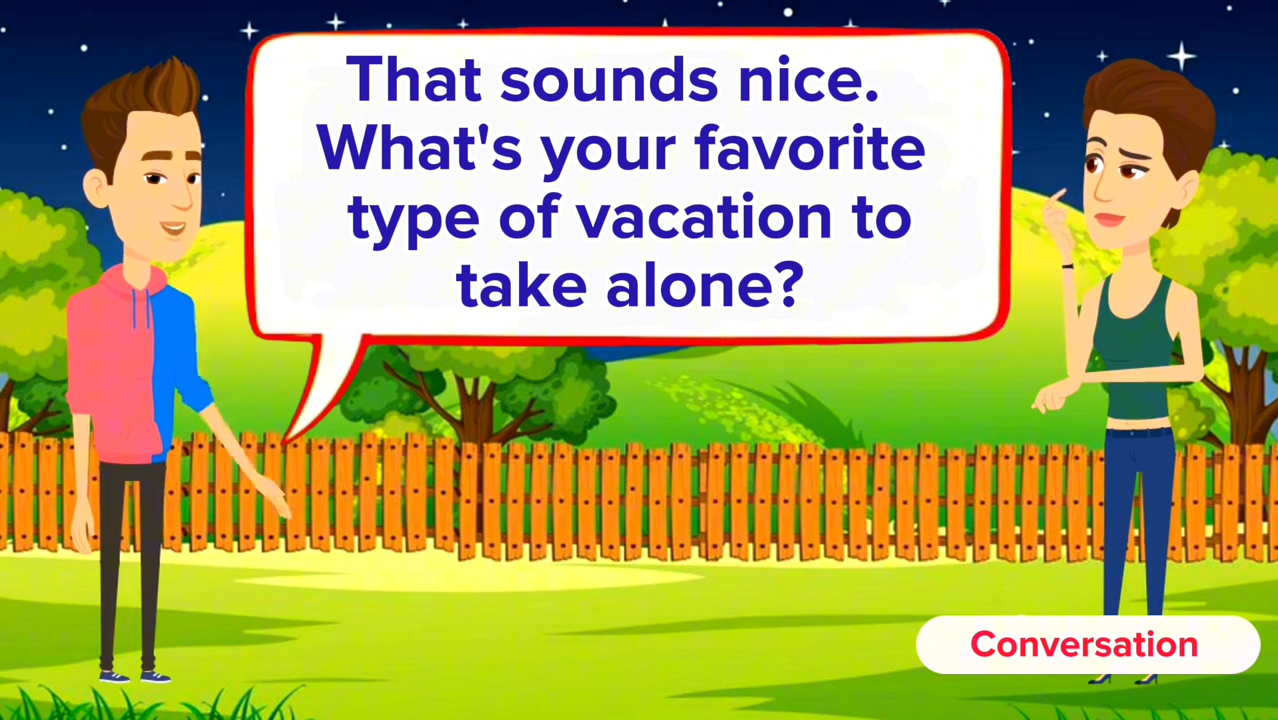 That sounds nice.
What's your favorite
type of vacation to
take alone?
Conversation